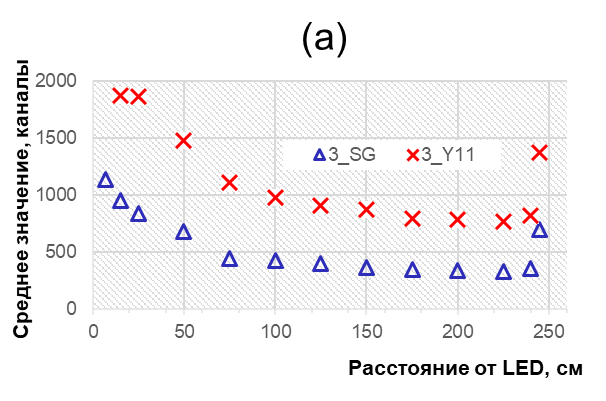 (а)
Среднее значение, каналы
2000
1500
1000
500
0
3_SG
3_Y11
0 50 100 150 200 250
Расстояние от LED, см